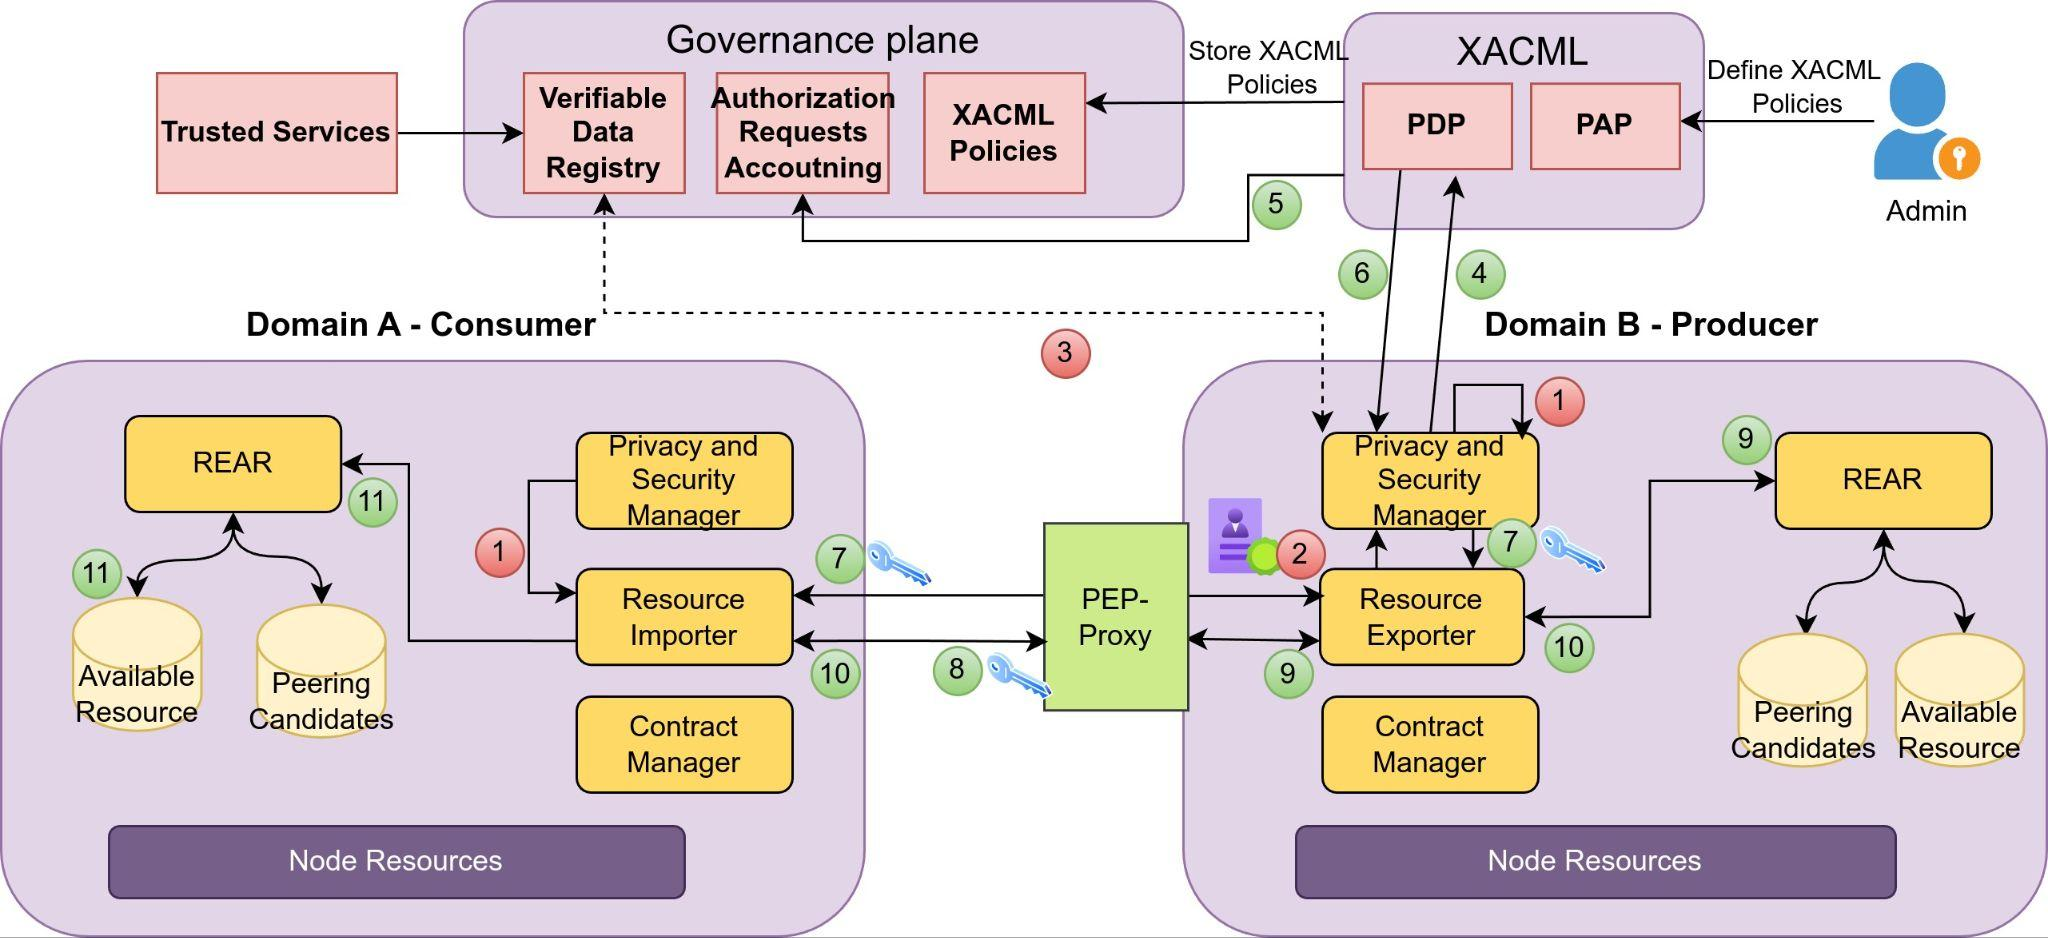 Governance plane
XACML
Store XACML
Policies
Define XACML
Policies
Trusted Services
Verifiable
Data
Registry
Authorization
Requests
Accoutning
XACML
Policies
PDP
PAP
Admin
5
6
4
3
Domain A - Consumer
Domain B - Producer
REAR
11
11
Available
Resource
Peering
Candidates
1
Privacy and
Security
Manager
Resource
Importer
Contract
Manager
7
10
8
PEP-
Proxy
2
9
1
Privacy and
Security
Manager
7
Resource
Exporter
10
Contract
Manager
9
REAR
Peering
Candidates
Available
Resource
Node Resources
Node Resources